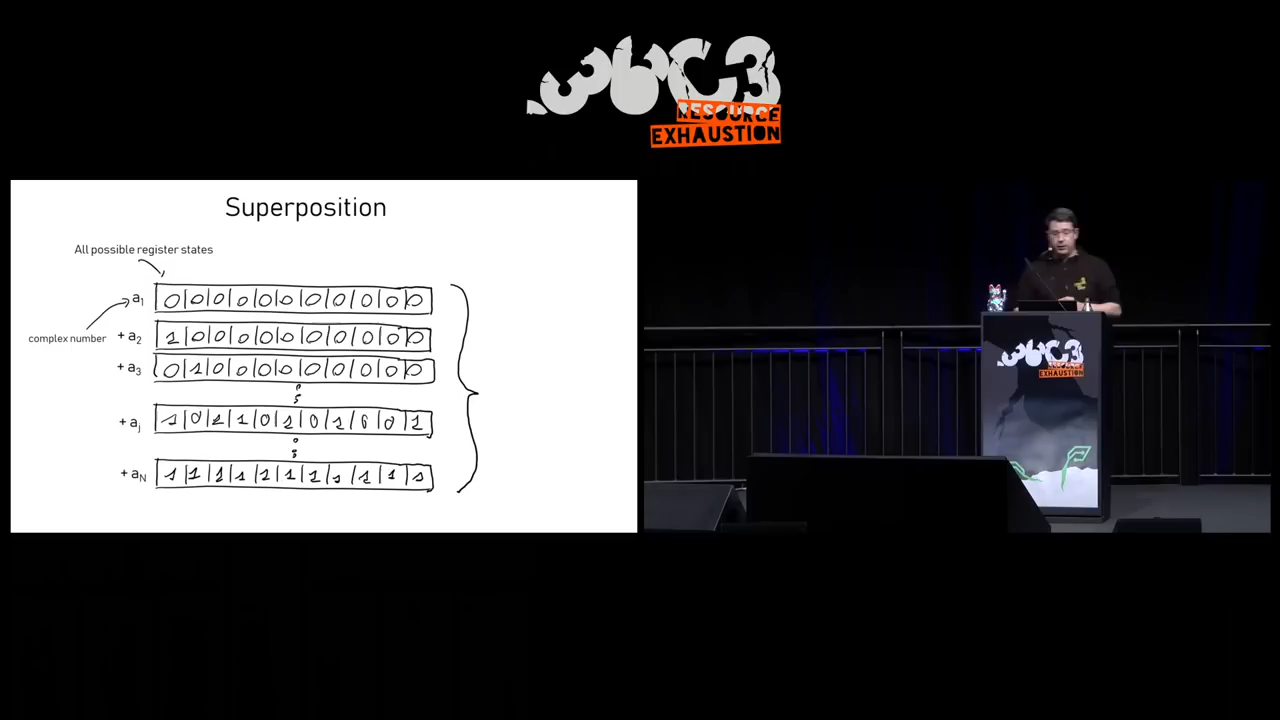 36C3
RESOURCE
EXHAUSTION
Superposition
All possible register states
a1 0 0 0 0 0 0 0 0 0 0 0
complex number
+ a2 1 0 0 0 0 0 0 0 0 0 0
+ a3 0 1 0 0 0 0 0 0 0 0 0
+ aj 1 0 1 1 0 1 0 1 0 0 1
+ aN 1 1 1 1 1 1 1 1 1 1 1
36C3
RESOURCE
EXHAUSTION